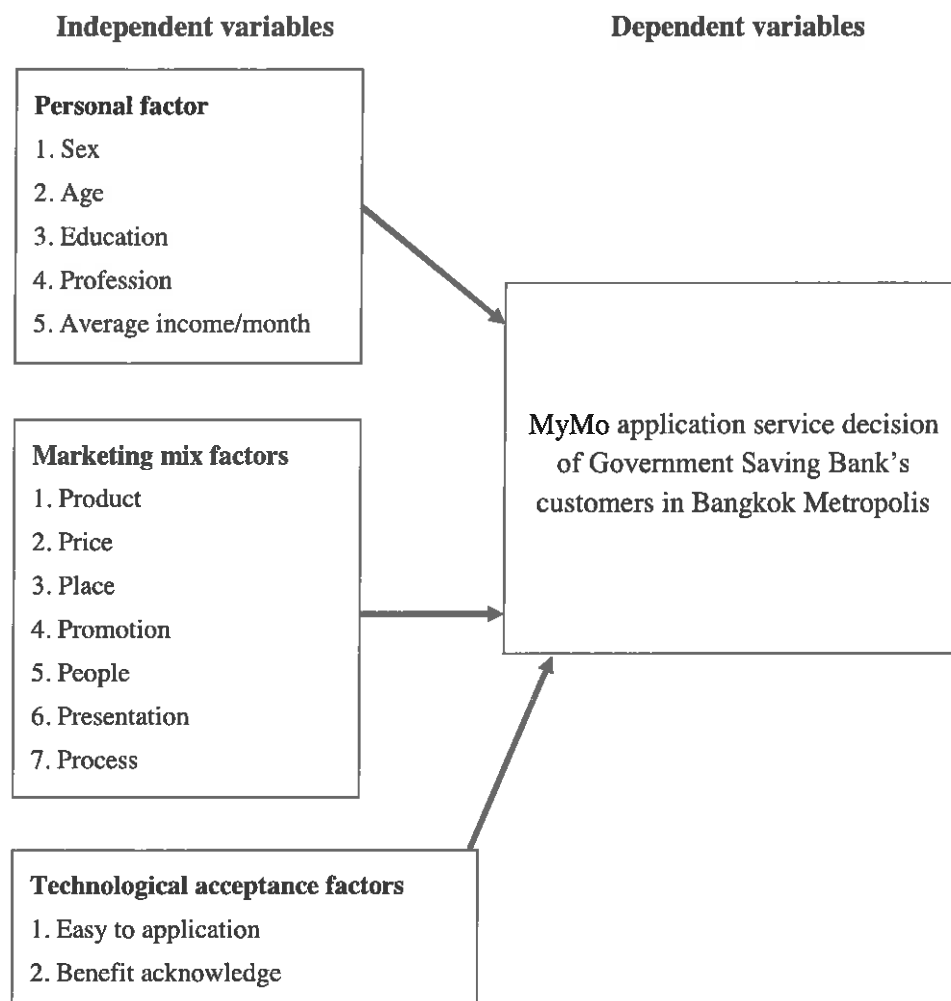 Independent variables
Dependent variables
Personal factor
1. Sex
2. Age
3. Education
4. Profession
5. Average income/month
Marketing mix factors
1. Product
2. Price
3. Place
4. Promotion
5. People
6. Presentation
7. Process
Technological acceptance factors
1. Easy to application
2. Benefit acknowledge
MyMo application service decision
of Government Saving Bank's
customers in Bangkok Metropolis